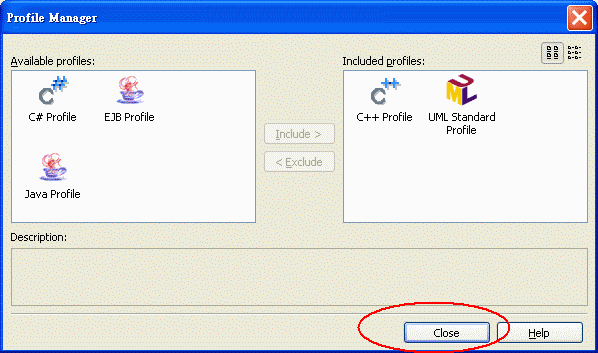 Profile Manager
Available profiles:
Included profiles:
C# Profile
EJB Profile
Java Profile
Include >
< Exclude
C++ Profile
UML Standard
Profile
Description:
Close
Help